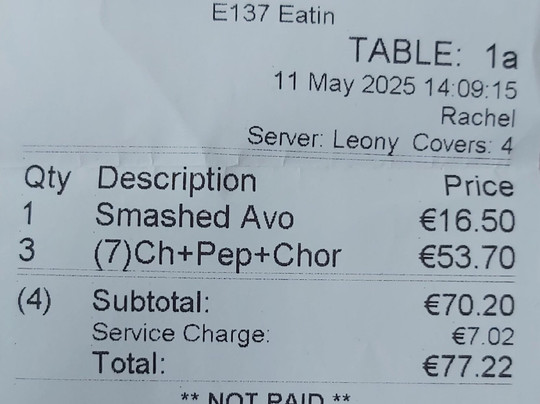 E137 Eatin
TABLE: 1a
11 May 2025 14:09:15
Rachel
Server: Leony Covers: 4
Qty Description Price
1 Smashed Avo €16.50
3 (7)Ch+Pep+Chor €53.70
(4) Subtotal: €70.20
Service Charge: €7.02
Total: €77.22
** NOT PAID **